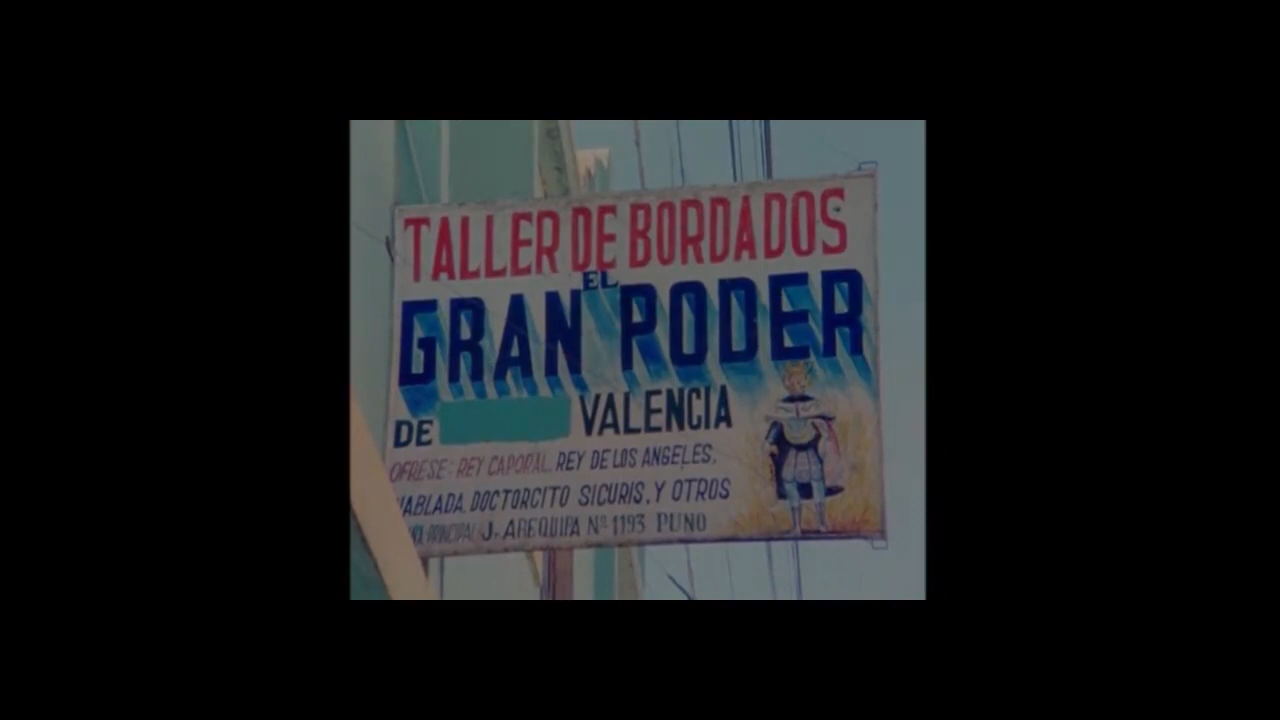 TALLER DE BORDADOS
EL
GRAN PODER
DE VALENCIA
OFRESE: REY CAPORAL, REY DE LOS ANGELES,
DOCTORCITO SICURIS, Y OTROS
PRINCIPAL J. AREQUIPA Nº 1193 PUNO